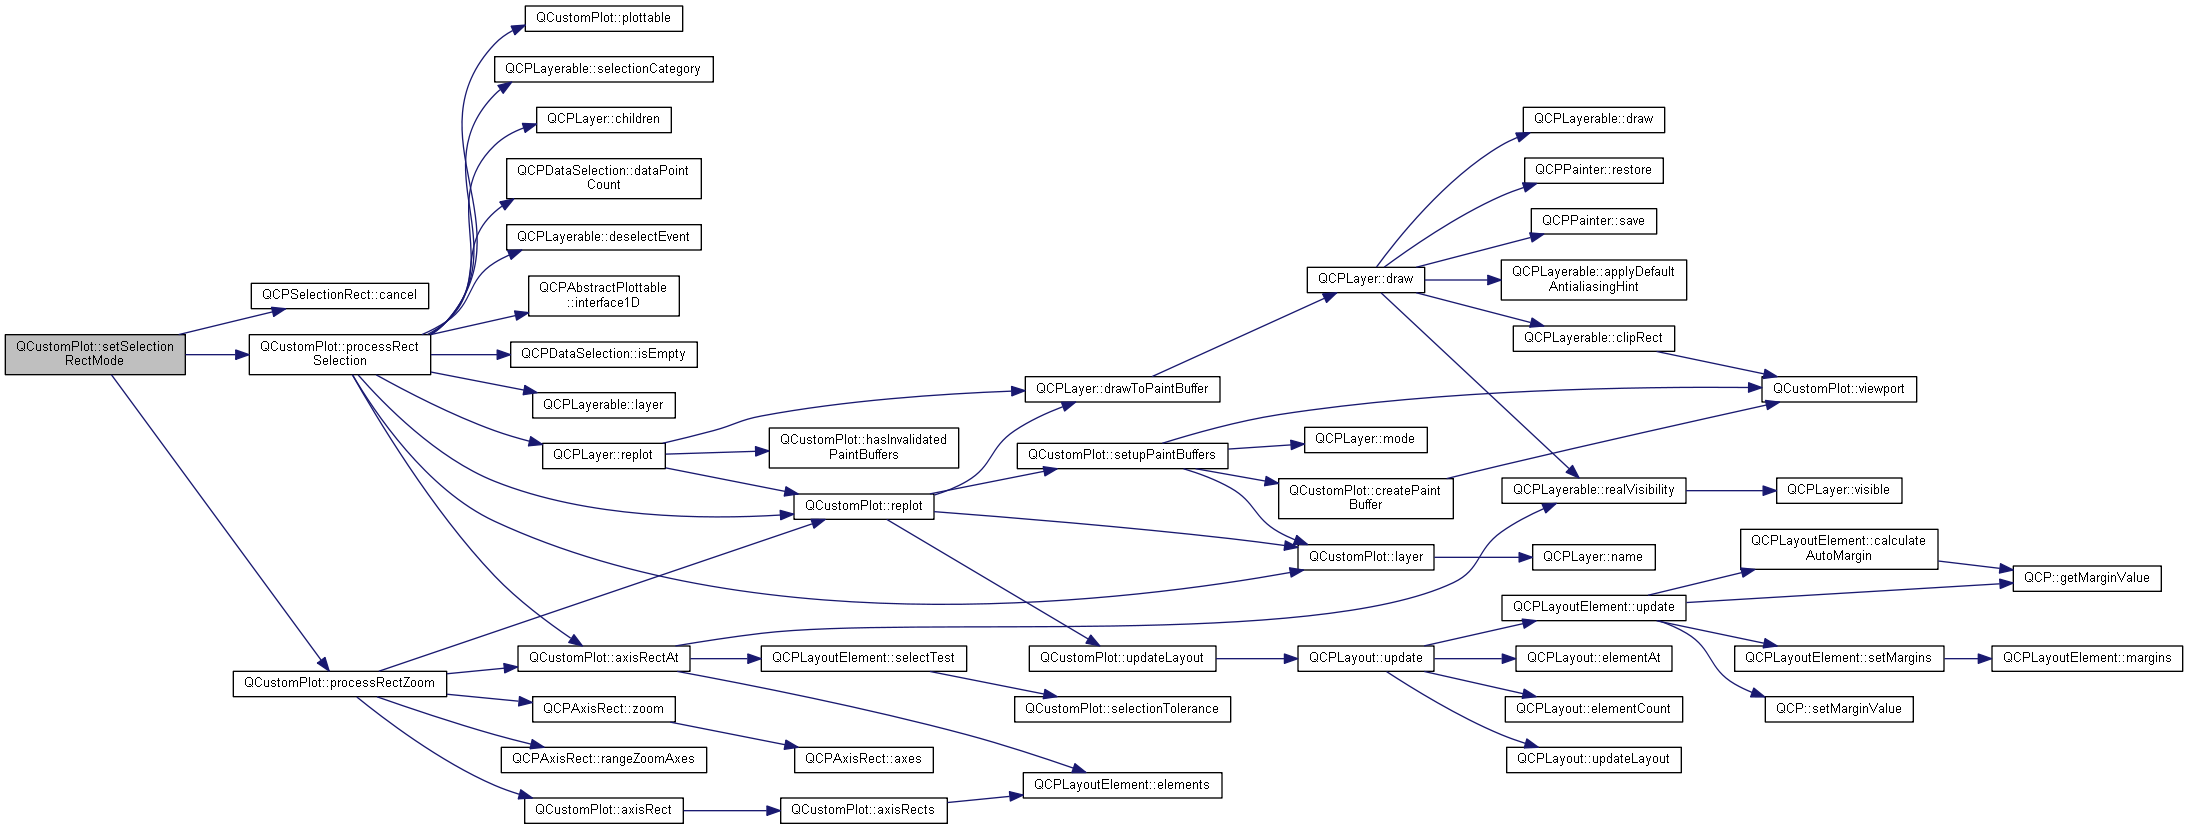 QCustomPlot::plottable
QCPLayerable::selectionCategory
QCPLayer::children
QCPDataSelection::dataPoint
Count
QCPLayerable::deselectEvent
QCPAbstractPlottable
::interface1D
QCPSelectionRect::cancel
QCustomPlot::setSelection
RectMode
QCustomPlot::processRect
Selection
QCPDataSelection::isEmpty
QCPLayerable::layer
QCPLayer::replot
QCustomPlot::processRectZoom
QCustomPlot::axisRectAt
QCPAxisRect::zoom
QCPAxisRect::rangeZoomAxes
QCustomPlot::axisRect
QCustomPlot::hasInvalidated
PaintBuffers
QCustomPlot::replot
QCPLayoutElement::selectTest
QCPAxisRect::axes
QCustomPlot::axisRects
QCPLayer::drawToPaintBuffer
QCustomPlot::setupPaintBuffers
QCustomPlot::updateLayout
QCustomPlot::selectionTolerance
QCPLayoutElement::elements
QCPLayer::draw
QCPLayer::mode
QCustomPlot::createPaint
Buffer
QCustomPlot::layer
QCPLayout::update
QCPLayerable::draw
QCPPainter::restore
QCPPainter::save
QCPLayerable::applyDefault
AntialiasingHint
QCPLayerable::clipRect
QCPLayerable::realVisibility
QCPLayer::name
QCPLayoutElement::update
QCPLayout::elementAt
QCPLayout::elementCount
QCPLayout::updateLayout
QCustomPlot::viewport
QCPLayer::visible
QCPLayoutElement::calculate
AutoMargin
QCPLayoutElement::setMargins
QCP::setMarginValue
QCP::getMarginValue
QCPLayoutElement::margins